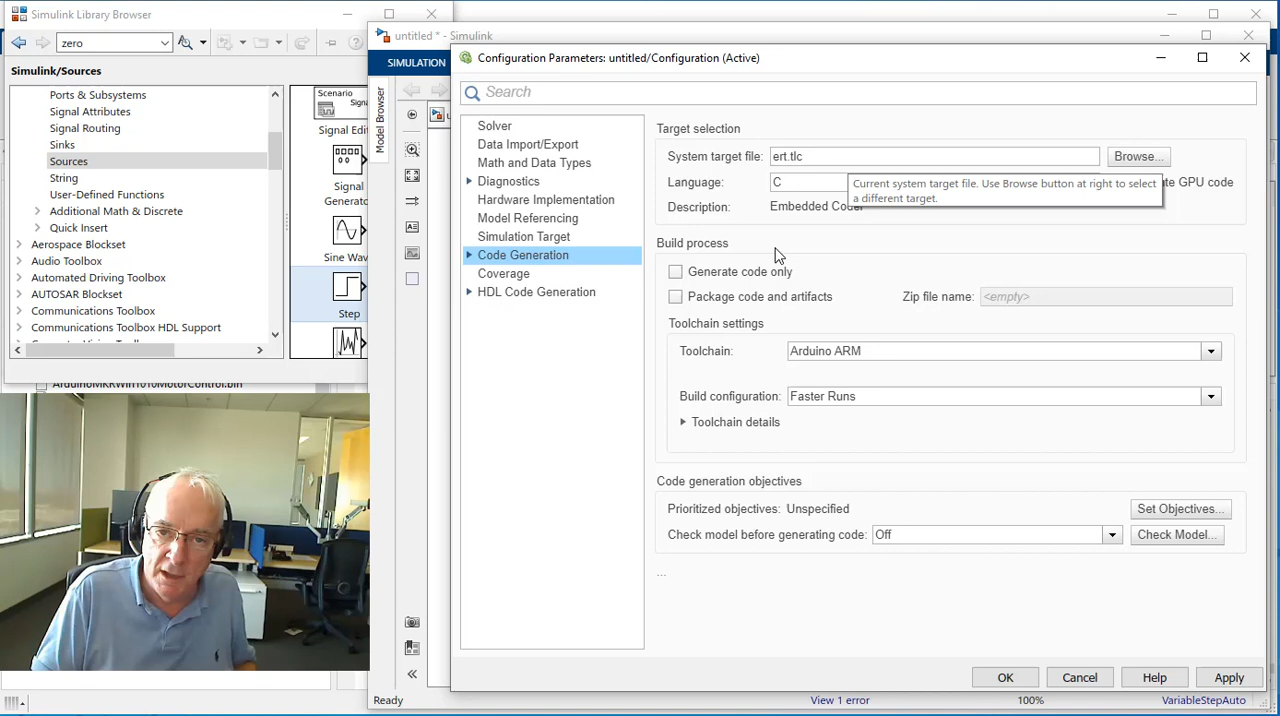 Simulink Library Browser
zero
Simulink/Sources
Ports & Subsystems
Signal Attributes
Signal Routing
Sinks
Sources
String
User-Defined Functions
Additional Math & Discrete
Quick Insert
Aerospace Blockset
Audio Toolbox
Automated Driving Toolbox
AUTOSAR Blockset
Communications Toolbox
Communications Toolbox HDL Support
Scenario
Signal Edi
Signal
Generato
Sine Wav
Step
ArduinoMKRWifi1010MotorControl.bin
untitled * - Simulink
SIMULATION
Model Browser
Configuration Parameters: untitled/Configuration (Active)
Search
Solver
Data Import/Export
Math and Data Types
Diagnostics
Hardware Implementation
Model Referencing
Simulation Target
Code Generation
Coverage
HDL Code Generation
Target selection
System target file: ert.tlc Browse...
Language: C te GPU code
Current system target file. Use Browse button at right to select
a different target.
Description: Embedded Coder
Build process
Generate code only
Package code and artifacts Zip file name: <empty>
Toolchain settings
Toolchain: Arduino ARM
Build configuration: Faster Runs
Toolchain details
Code generation objectives
Prioritized objectives: Unspecified Set Objectives...
Check model before generating code: Off Check Model...
...
OK Cancel Help Apply
Ready View 1 error 100% VariableStepAuto